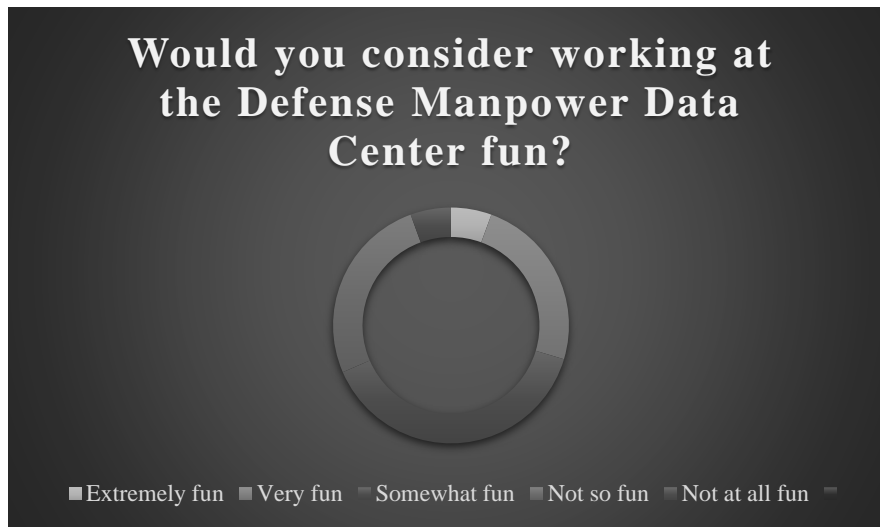 Would you consider working at
the Defense Manpower Data
Center fun?
Extremely fun Very fun Somewhat fun Not so fun Not at all fun